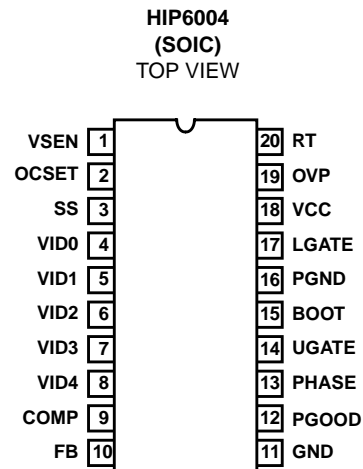 HIP6004
(SOIC)
TOP VIEW
VSEN 1 20 RT
OCSET 2 19 OVP
SS 3 18 VCC
VID0 4 17 LGATE
VID1 5 16 PGND
VID2 6 15 BOOT
VID3 7 14 UGATE
VID4 8 13 PHASE
COMP 9 12 PGOOD
FB 10 11 GND